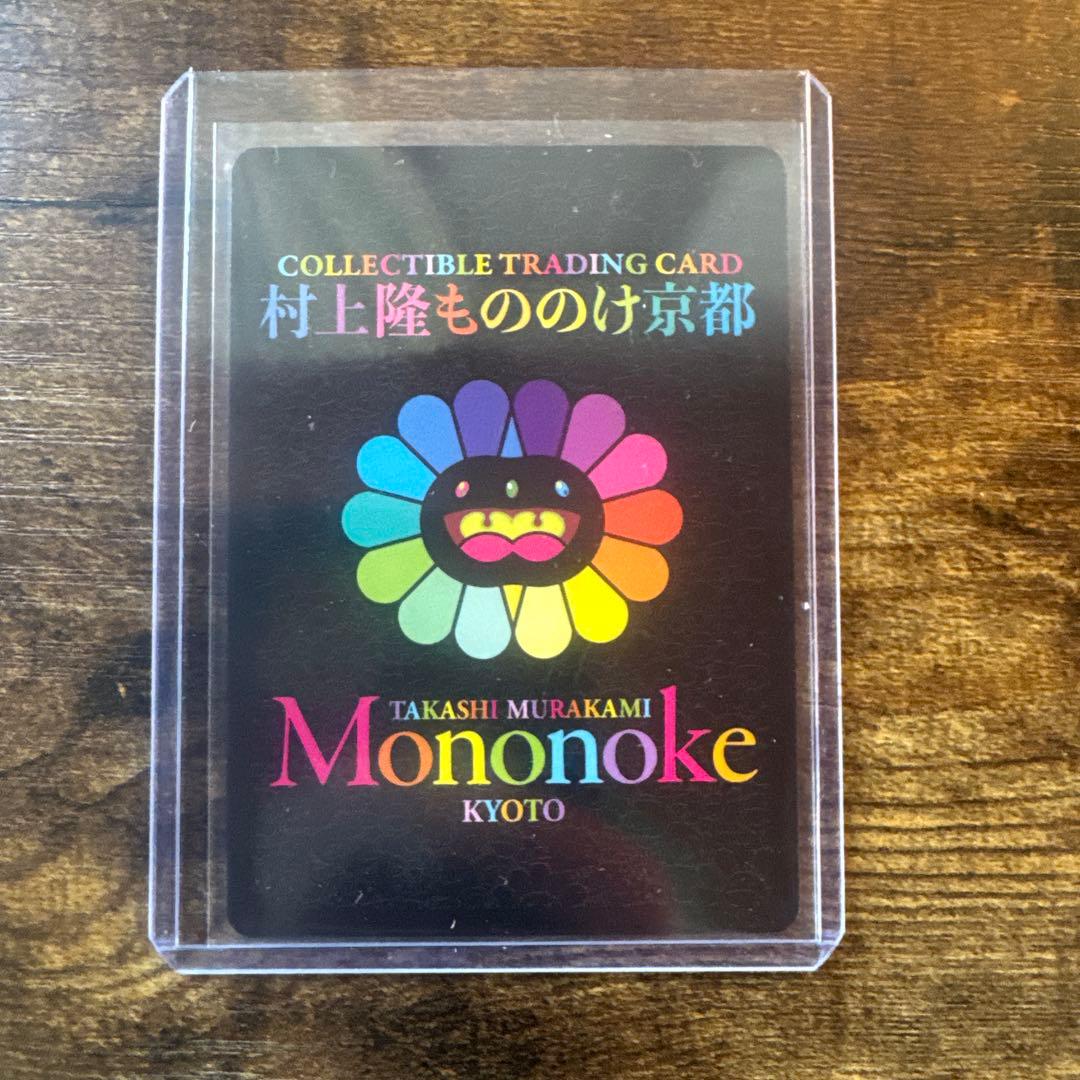 COLLECTIBLE TRADING CARD
村上隆もののけ京都
TAKASHI MURAKAMI
Mononoke
KYOTO